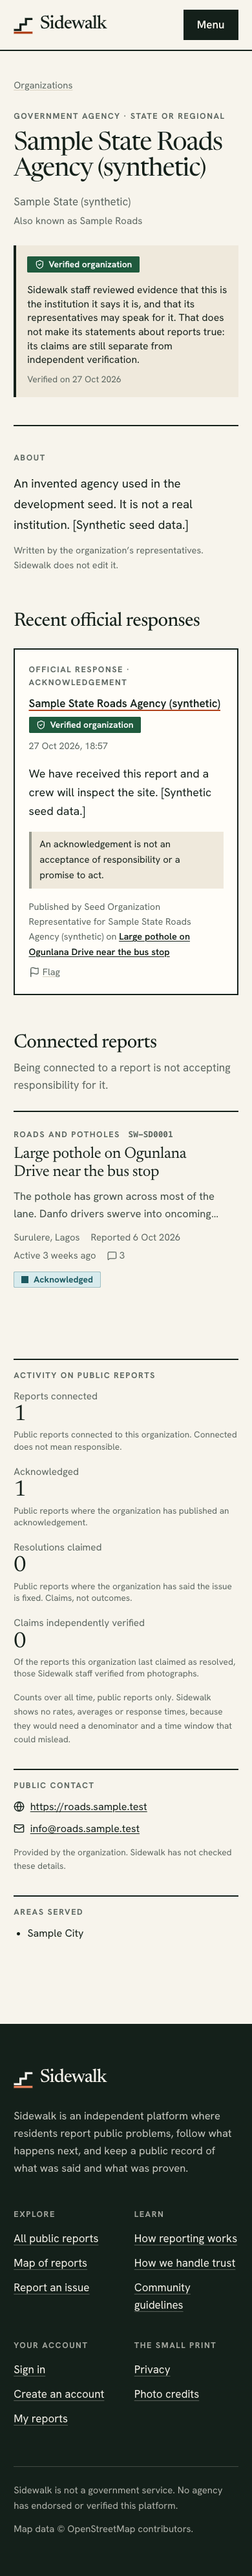 Sidewalk
Menu
Organizations
GOVERNMENT AGENCY · STATE OR REGIONAL
Sample State Roads
Agency (synthetic)
Sample State (synthetic)
Also known as Sample Roads
Verified organization
Sidewalk staff reviewed evidence that this is
the institution it says it is, and that its
representatives may speak for it. That does
not make its statements about reports true:
its claims are still separate from
independent verification.
Verified on 27 Oct 2026
ABOUT
An invented agency used in the
development seed. It is not a real
institution. [Synthetic seed data.]
Written by the organization's representatives.
Sidewalk does not edit it.
Recent official responses
OFFICIAL RESPONSE ·
ACKNOWLEDGEMENT
Sample State Roads Agency (synthetic)
Verified organization
27 Oct 2026, 18:57
We have received this report and a
crew will inspect the site. [Synthetic
seed data.]
An acknowledgement is not an
acceptance of responsibility or a
promise to act.
Published by Seed Organization
Representative for Sample State Roads
Agency (synthetic) on Large pothole on
Ogunlana Drive near the bus stop
Flag
Connected reports
Being connected to a report is not accepting
responsibility for it.
ROADS AND POTHOLES SW-SD0001
Large pothole on Ogunlana
Drive near the bus stop
The pothole has grown across most of the
lane. Danfo drivers swerve into oncoming…
Surulere, Lagos Reported 6 Oct 2026
Active 3 weeks ago 3
Acknowledged
ACTIVITY ON PUBLIC REPORTS
Reports connected
1
Public reports connected to this organization. Connected
does not mean responsible.
Acknowledged
1
Public reports where the organization has published an
acknowledgement.
Resolutions claimed
0
Public reports where the organization has said the issue
is fixed. Claims, not outcomes.
Claims independently verified
0
Of the reports this organization last claimed as resolved,
those Sidewalk staff verified from photographs.
Counts over all time, public reports only. Sidewalk
shows no rates, averages or response times, because
they would need a denominator and a time window that
could mislead.
PUBLIC CONTACT
https://roads.sample.test
info@roads.sample.test
Provided by the organization. Sidewalk has not checked
these details.
AREAS SERVED
• Sample City
Sidewalk
Sidewalk is an independent platform where
residents report public problems, follow what
happens next, and keep a public record of
what was said and what was proven.
EXPLORE
All public reports
Map of reports
Report an issue
LEARN
How reporting works
How we handle trust
Community
guidelines
YOUR ACCOUNT
Sign in
Create an account
My reports
THE SMALL PRINT
Privacy
Photo credits
Sidewalk is not a government service. No agency
has endorsed or verified this platform.
Map data © OpenStreetMap contributors.